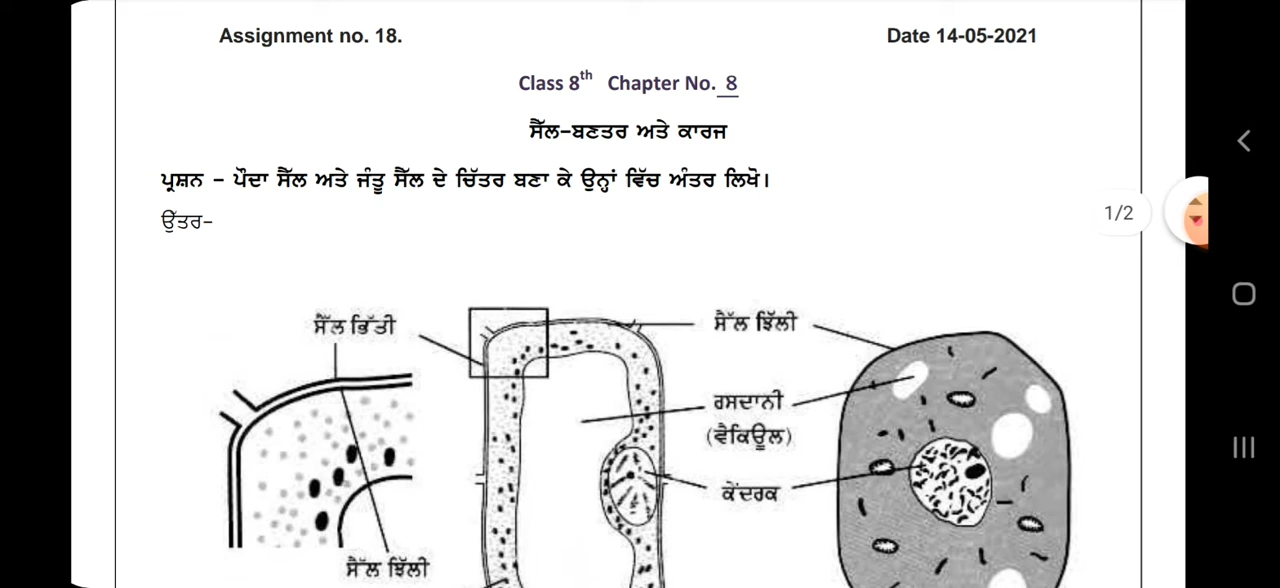 Assignment no. 18.
Date 14-05-2021
Class 8th Chapter No. 8
ਸੈੱਲ-ਬਣਤਰ ਅਤੇ ਕਾਰਜ
ਪ੍ਰਸ਼ਨ - ਪੌਦਾ ਸੈੱਲ ਅਤੇ ਜੰਤੂ ਸੈੱਲ ਦੇ ਚਿੱਤਰ ਬਣਾ ਕੇ ਉਨ੍ਹਾਂ ਵਿੱਚ ਅੰਤਰ ਲਿਖੋ।
ਉੱਤਰ-
1/2
ਸੈੱਲ ਭਿੱਤੀ
ਸੈੱਲ ਝਿੱਲੀ
ਰਸਦਾਨੀ
(ਵੈਕਿਊਲ)
ਕੇਂਦਰਕ
ਸੈੱਲ ਝਿੱਲੀ